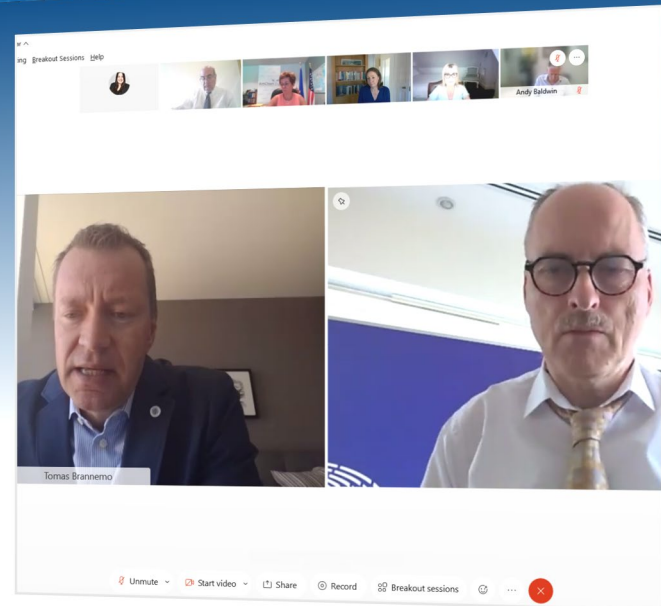 w
ing Breakout Sessions Help
Andy Baldwin
Tomas Brannemo
Unmute Start video Share Record Breakout sessions